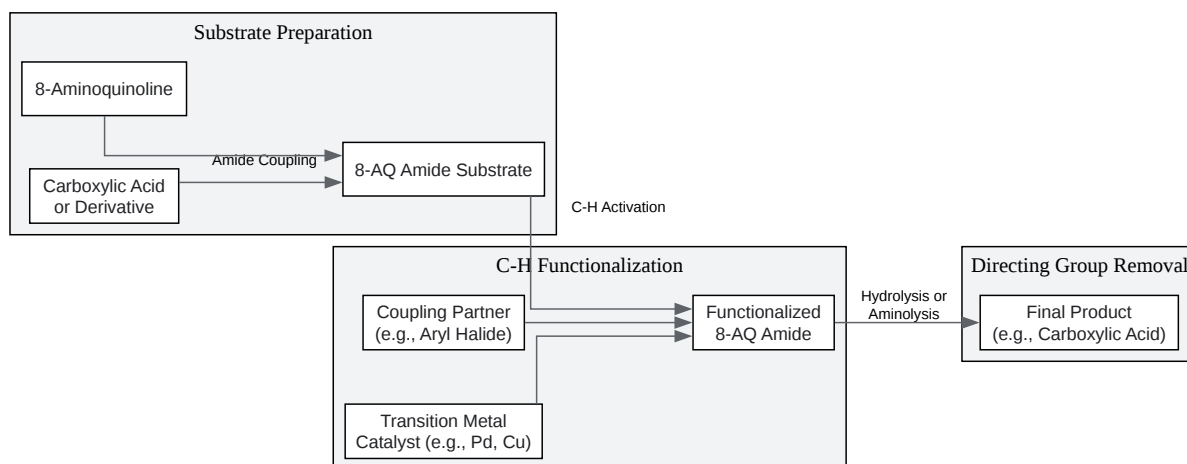 Substrate Preparation
8-Aminoquinoline
Amide Coupling
Carboxylic Acid
or Derivative
8-AQ Amide Substrate
C-H Activation
C-H Functionalization
Coupling Partner
(e.g., Aryl Halide)
Transition Metal
Catalyst (e.g., Pd, Cu)
Functionalized
8-AQ Amide
Hydrolysis or
Aminolysis
Directing Group Removal
Final Product
(e.g., Carboxylic Acid)